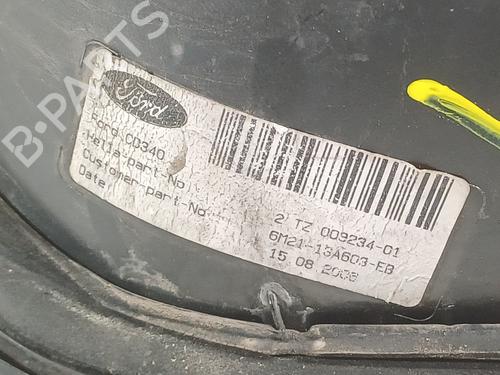 Ford
Ford CD340
Hella-part-No. 2 TZ 009234-01
Customer-part-No. 6M21-13A603-EB
Date 15 08 2008
B-PARTS